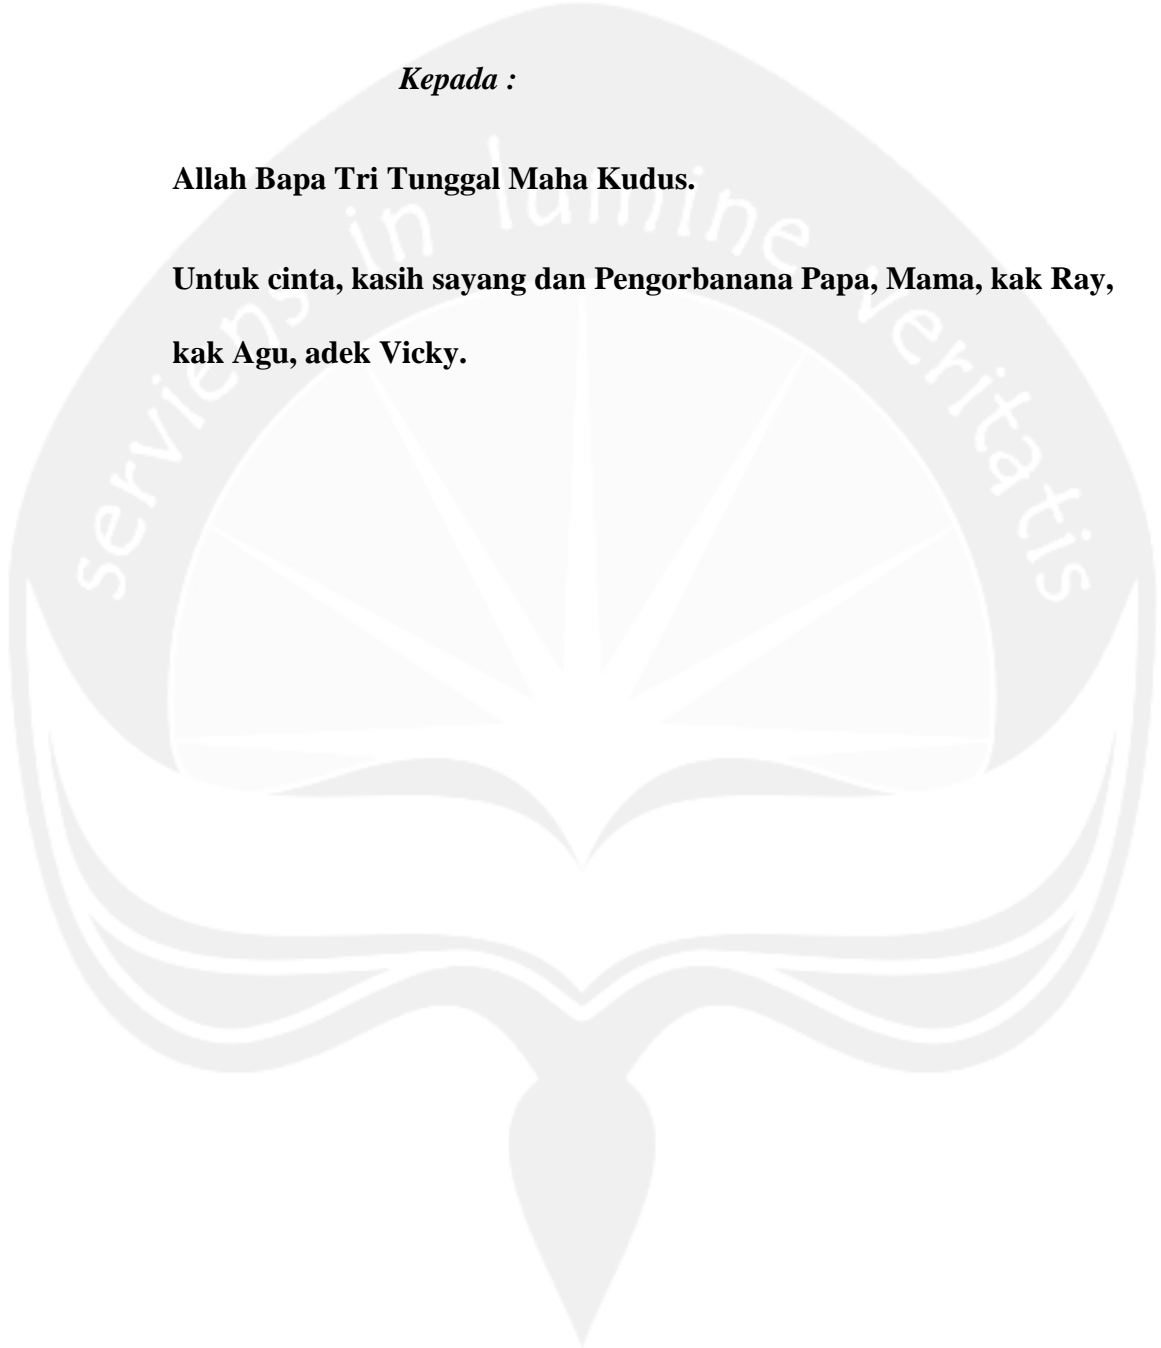 Kepada :
Allah Bapa Tri Tunggal Maha Kudus.
Untuk cinta, kasih sayang dan Pengorbanana Papa, Mama, kak Ray,
kak Agu, adek Vicky.
serviens in lumine veritatis